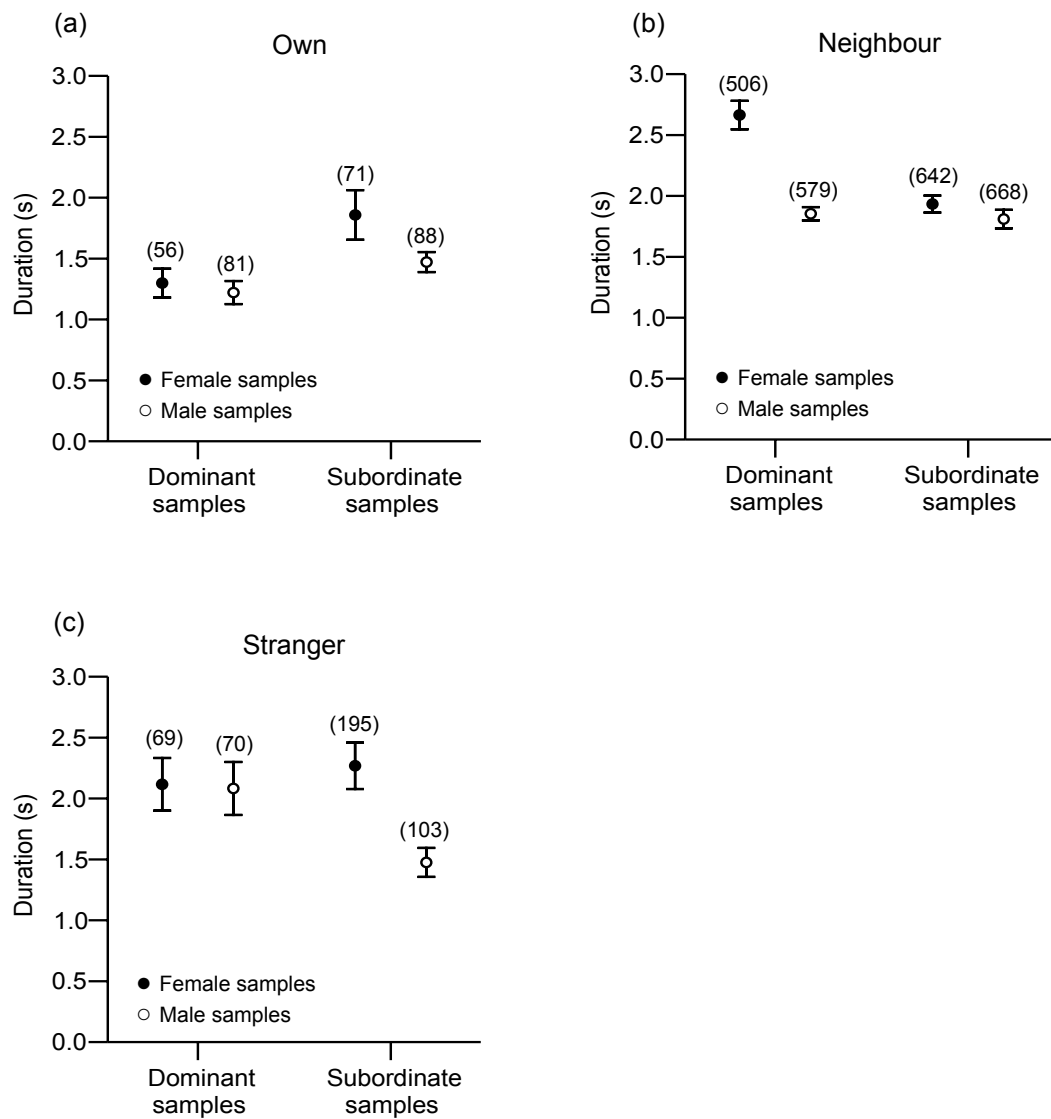 (a)
Own
3.0
2.5
2.0
1.5
1.0
0.5
0.0
Duration (s)
(56)
(81)
(71)
(88)
Female samples
Male samples
Dominant
samples
Subordinate
samples
(b)
Neighbour
3.0
2.5
2.0
1.5
1.0
0.5
0.0
Duration (s)
(506)
(579)
(642)
(668)
Female samples
Male samples
Dominant
samples
Subordinate
samples
(c)
Stranger
3.0
2.5
2.0
1.5
1.0
0.5
0.0
Duration (s)
(69)
(70)
(195)
(103)
Female samples
Male samples
Dominant
samples
Subordinate
samples